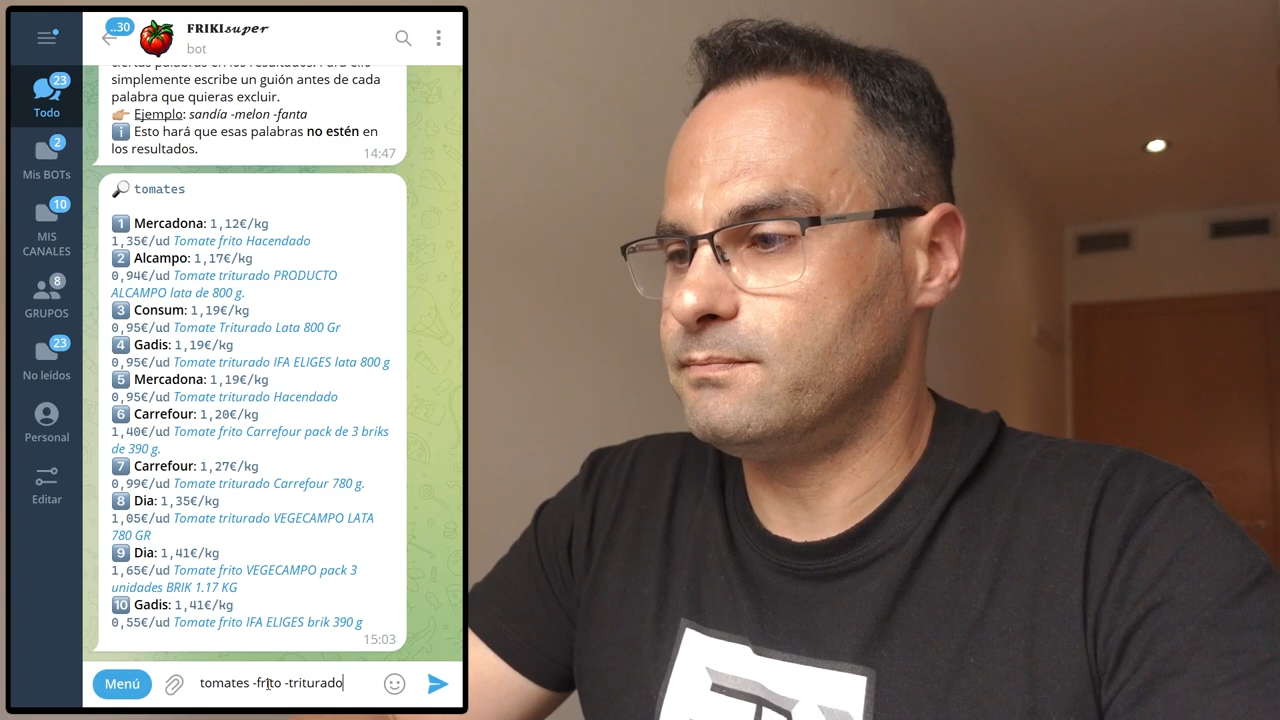 ..30
FRIKIsuper
bot
23
Todo
2
Mis BOTs
10
MIS
CANALES
8
GRUPOS
23
No leídos
Personal
Editar
simplemente escribe un guión antes de cada
palabra que quieras excluir.
👉 Ejemplo: sandía -melon -fanta
ℹ️ Esto hará que esas palabras no estén en
los resultados.
14:47
🔎 tomates
1 Mercadona: 1,12€/kg
1,35€/ud Tomate frito Hacendado
2 Alcampo: 1,17€/kg
0,94€/ud Tomate triturado PRODUCTO
ALCAMPO lata de 800 g.
3 Consum: 1,19€/kg
0,95€/ud Tomate Triturado Lata 800 Gr
4 Gadis: 1,19€/kg
0,95€/ud Tomate triturado IFA ELIGES lata 800 g
5 Mercadona: 1,19€/kg
0,95€/ud Tomate triturado Hacendado
6 Carrefour: 1,20€/kg
1,40€/ud Tomate frito Carrefour pack de 3 briks
de 390 g.
7 Carrefour: 1,27€/kg
0,99€/ud Tomate triturado Carrefour 780 g.
8 Dia: 1,35€/kg
1,05€/ud Tomate triturado VEGECAMPO LATA
780 GR
9 Dia: 1,41€/kg
1,65€/ud Tomate frito VEGECAMPO pack 3
unidades BRIK 1.17 KG
10 Gadis: 1,41€/kg
0,55€/ud Tomate frito IFA ELIGES brik 390 g
15:03
Menú
tomates -frito -triturado